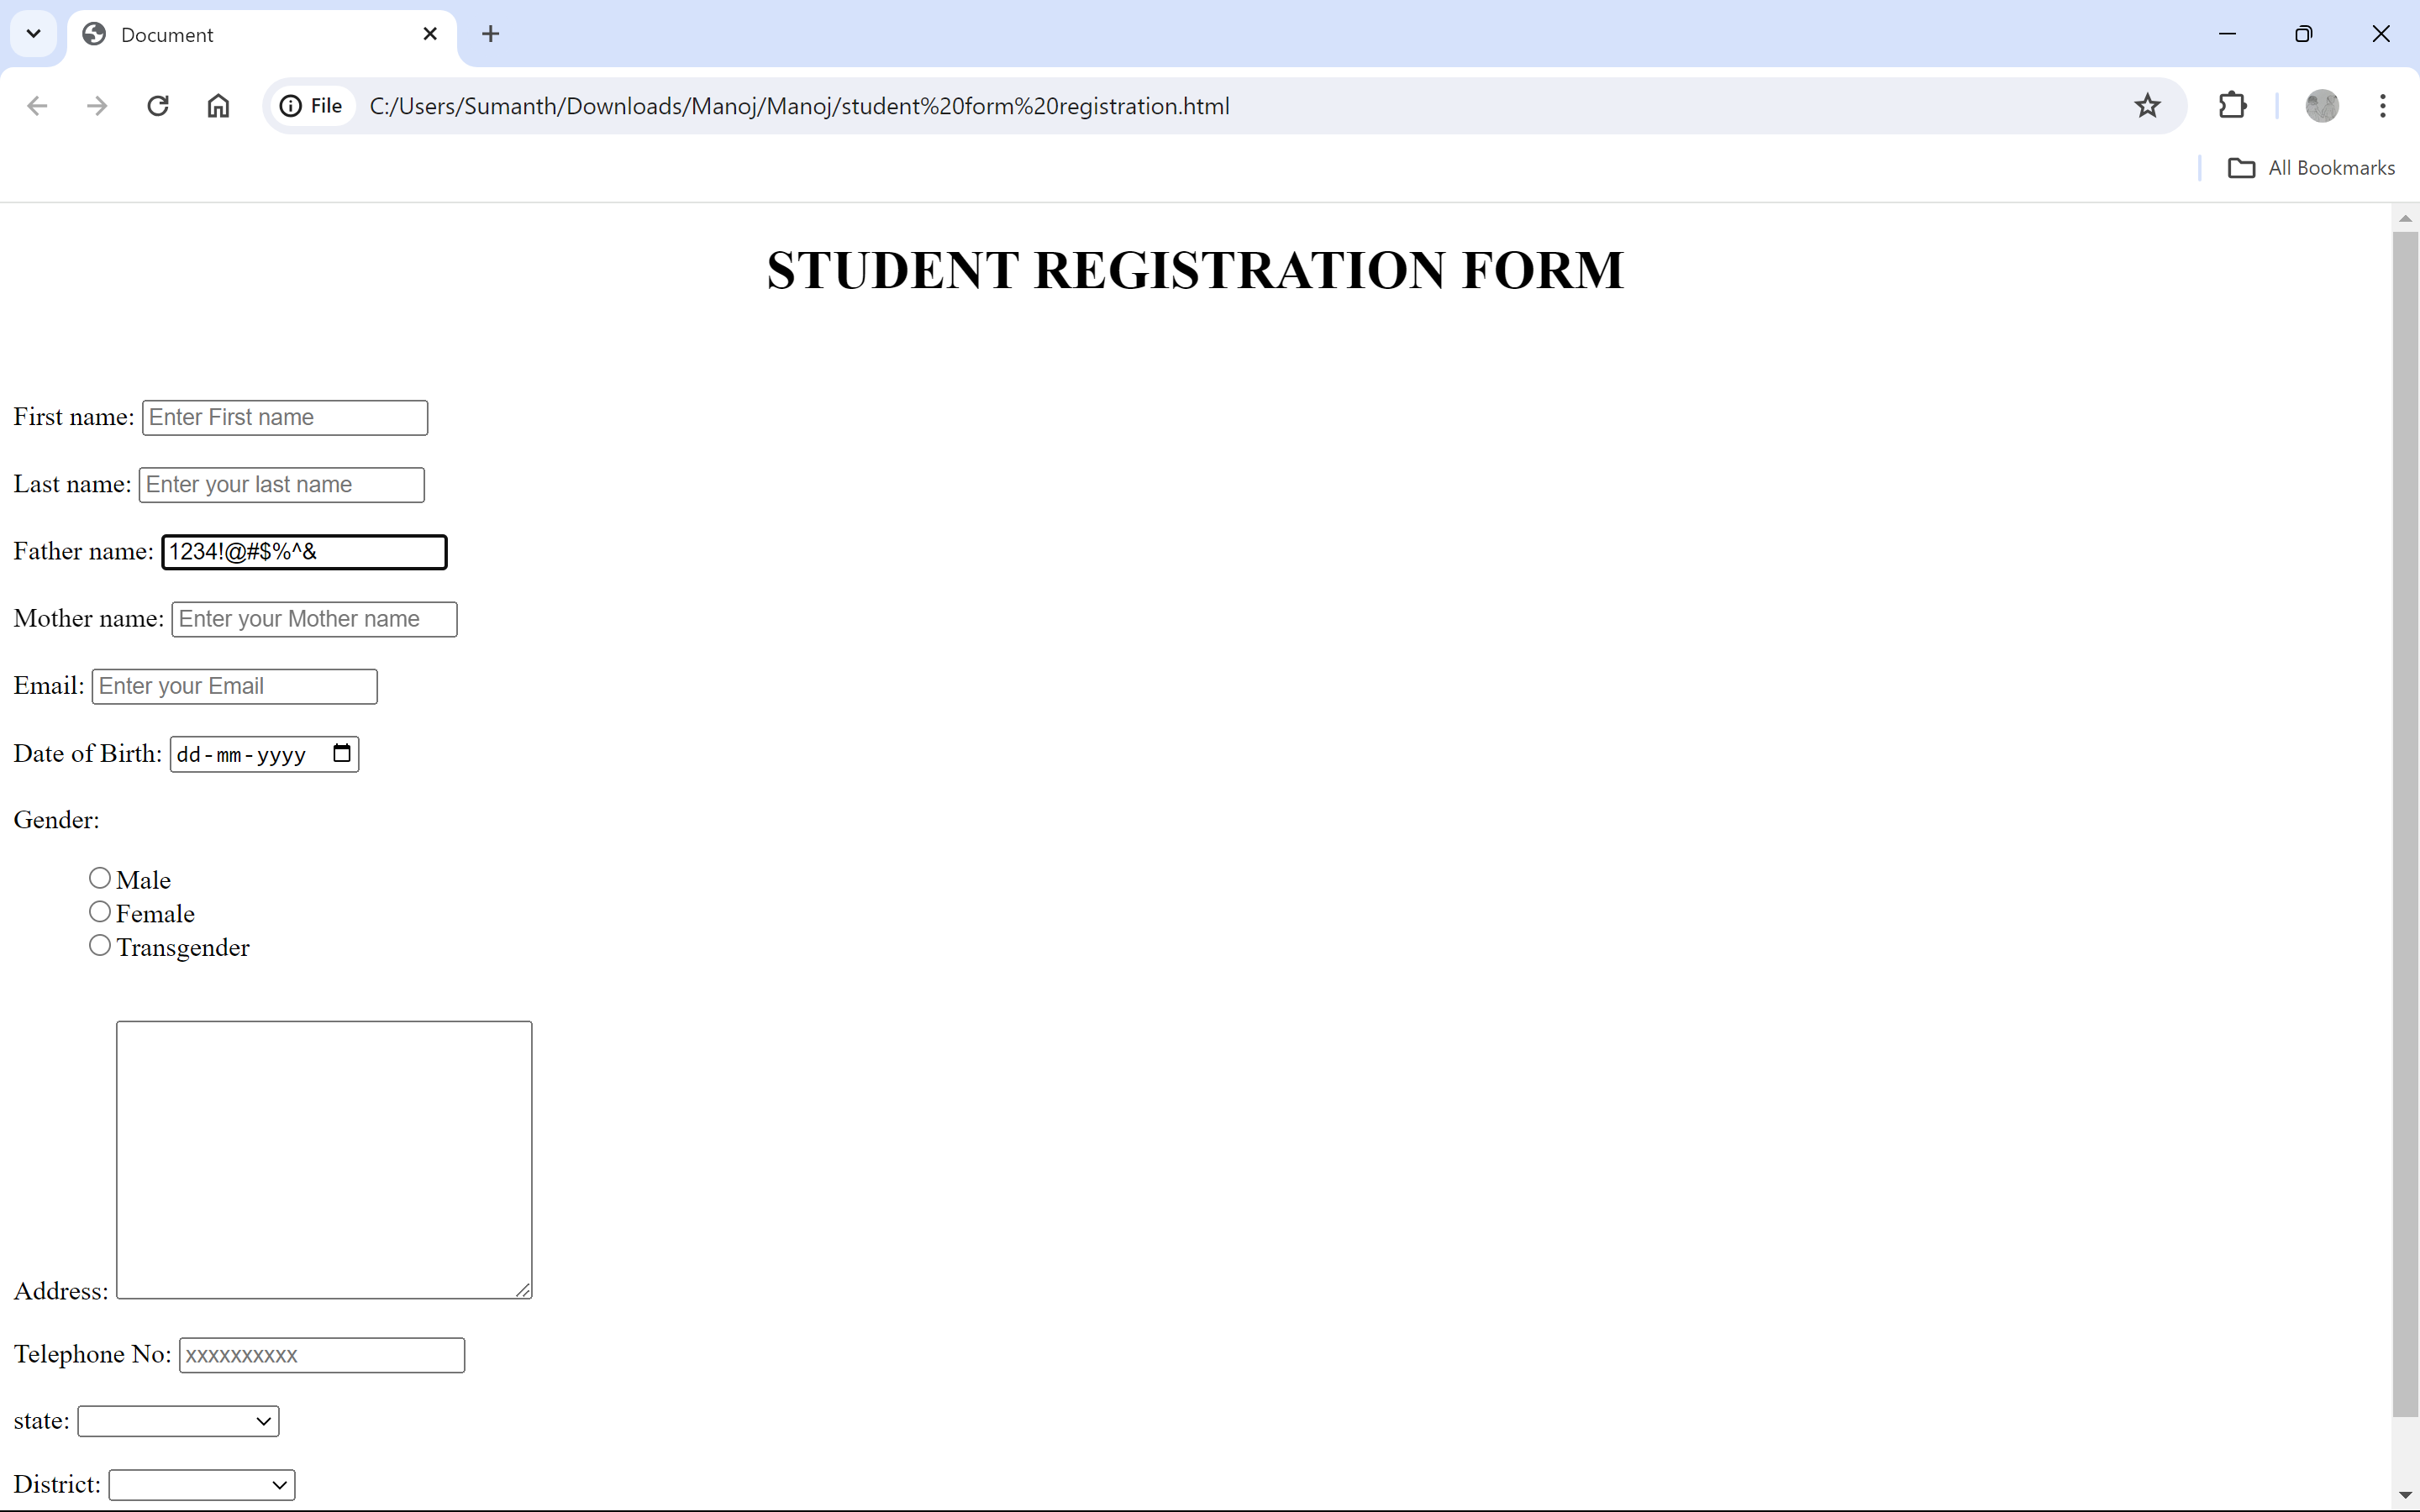 Document
File C:/Users/Sumanth/Downloads/Manoj/Manoj/student%20form%20registration.html
All Bookmarks
STUDENT REGISTRATION FORM
First name: Enter First name
Last name: Enter your last name
Father name: 1234!@#$%^&
Mother name: Enter your Mother name
Email: Enter your Email
Date of Birth: dd-mm-yyyy
Gender:
Male
Female
Transgender
Address:
Telephone No: xxxxxxxxxx
state:
District: